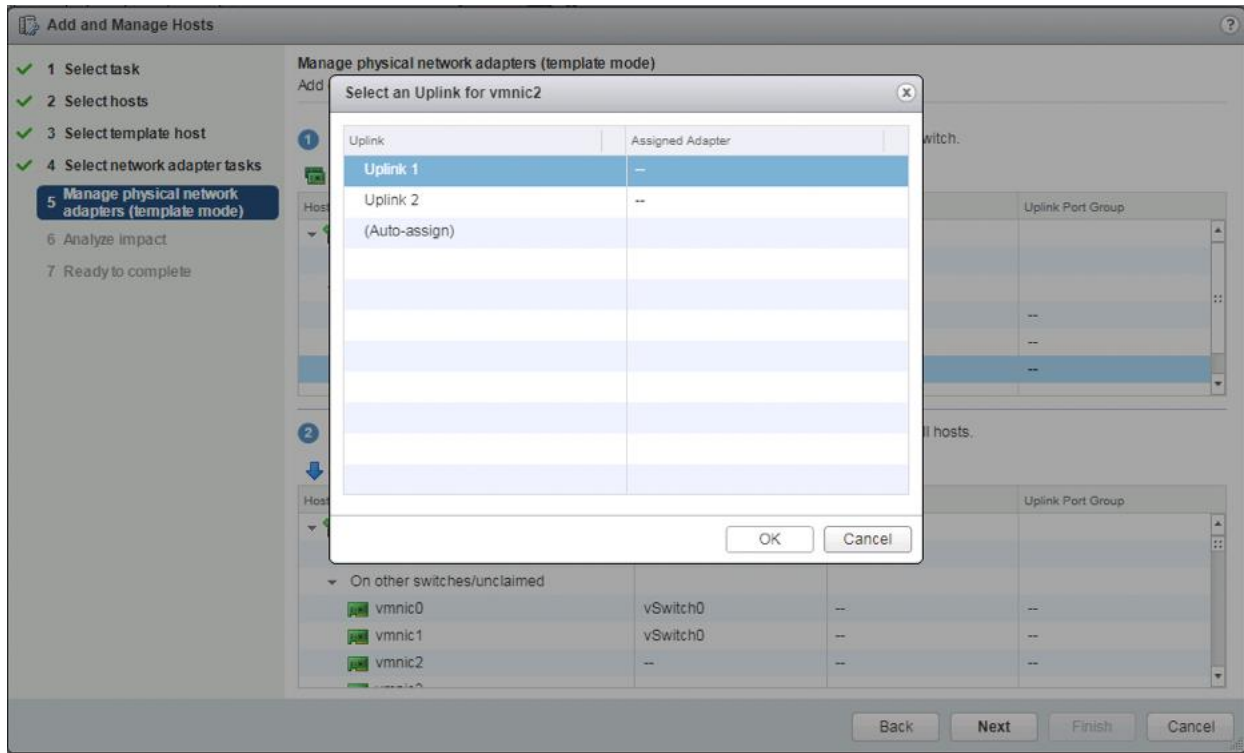 Add and Manage Hosts
?
1 Select task
2 Select hosts
3 Select template host
4 Select network adapter tasks
5 Manage physical network
adapters (template mode)
6 Analyze impact
7 Ready to complete
Manage physical network adapters (template mode)
Add
Select an Uplink for vmnic2
x
Uplink Assigned Adapter
Uplink 1 --
Uplink 2 --
(Auto-assign)
OK Cancel
1 witch.
Host Uplink Port Group
--
--
--
2 ll hosts.
Host Uplink Port Group
On other switches/unclaimed
vmnic0 vSwitch0 -- --
vmnic1 vSwitch0 -- --
vmnic2 -- -- --
Back Next Finish Cancel